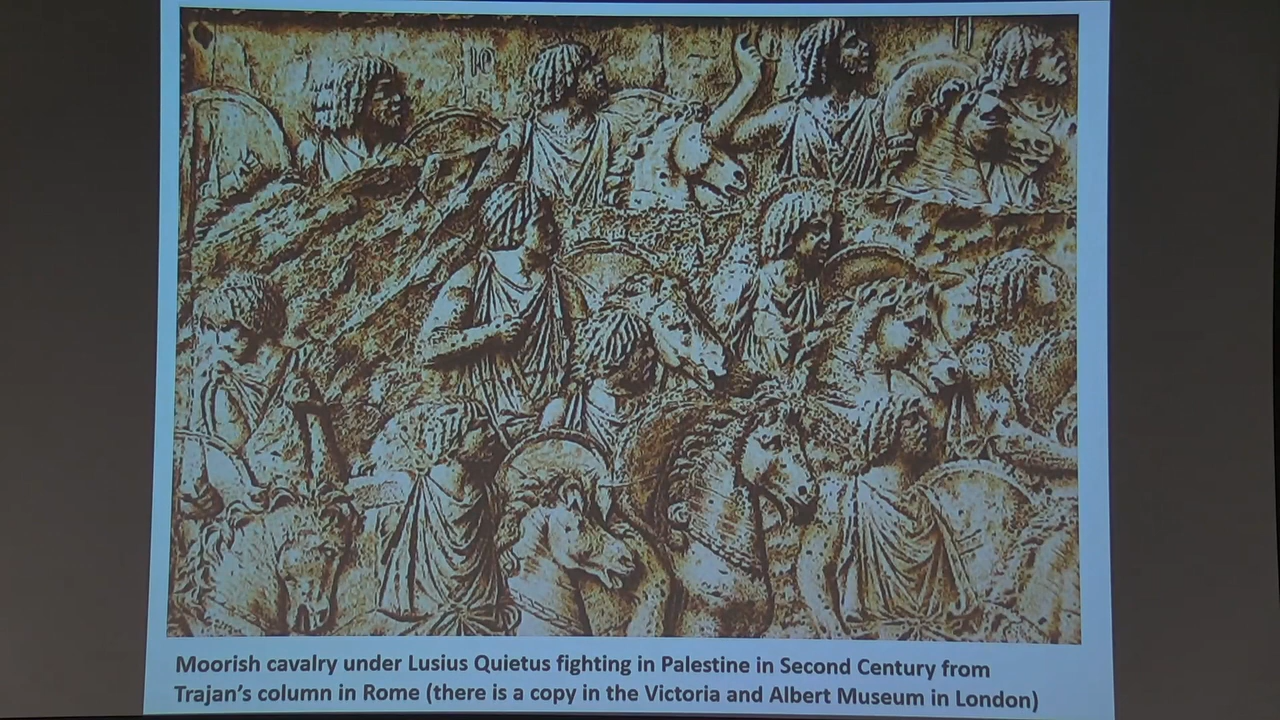 Moorish cavalry under Lusius Quietus fighting in Palestine in Second Century from
Trajan's column in Rome (there is a copy in the Victoria and Albert Museum in London)